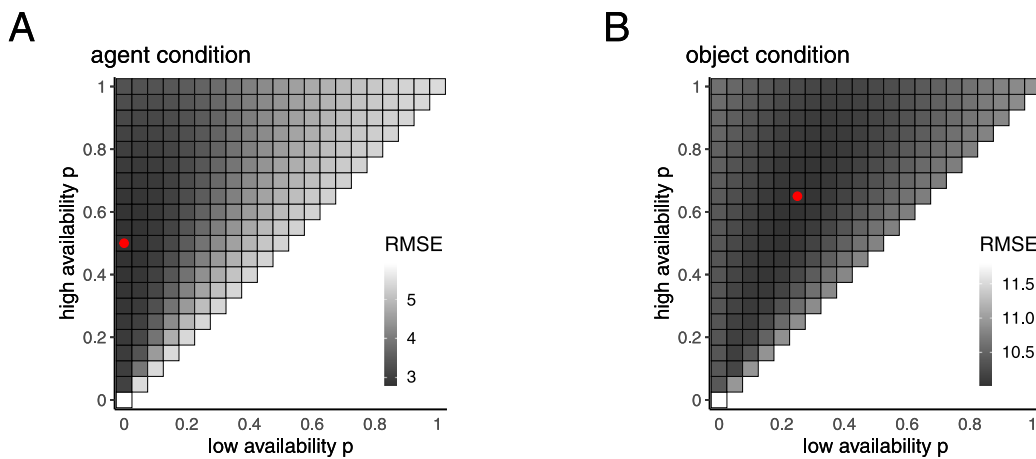 A
agent condition
high availability p
1
0.8
0.6
0.4
0.2
0
0 0.2 0.4 0.6 0.8 1
low availability p
RMSE
5
4
3
B
object condition
high availability p
1
0.8
0.6
0.4
0.2
0
0 0.2 0.4 0.6 0.8 1
low availability p
RMSE
11.5
11.0
10.5